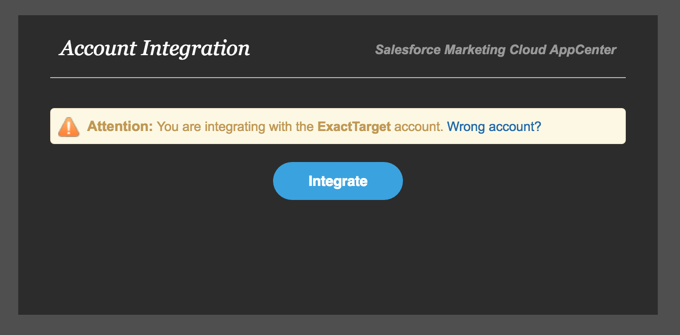 Account Integration
Salesforce Marketing Cloud AppCenter
Attention: You are integrating with the ExactTarget account. Wrong account?
Integrate